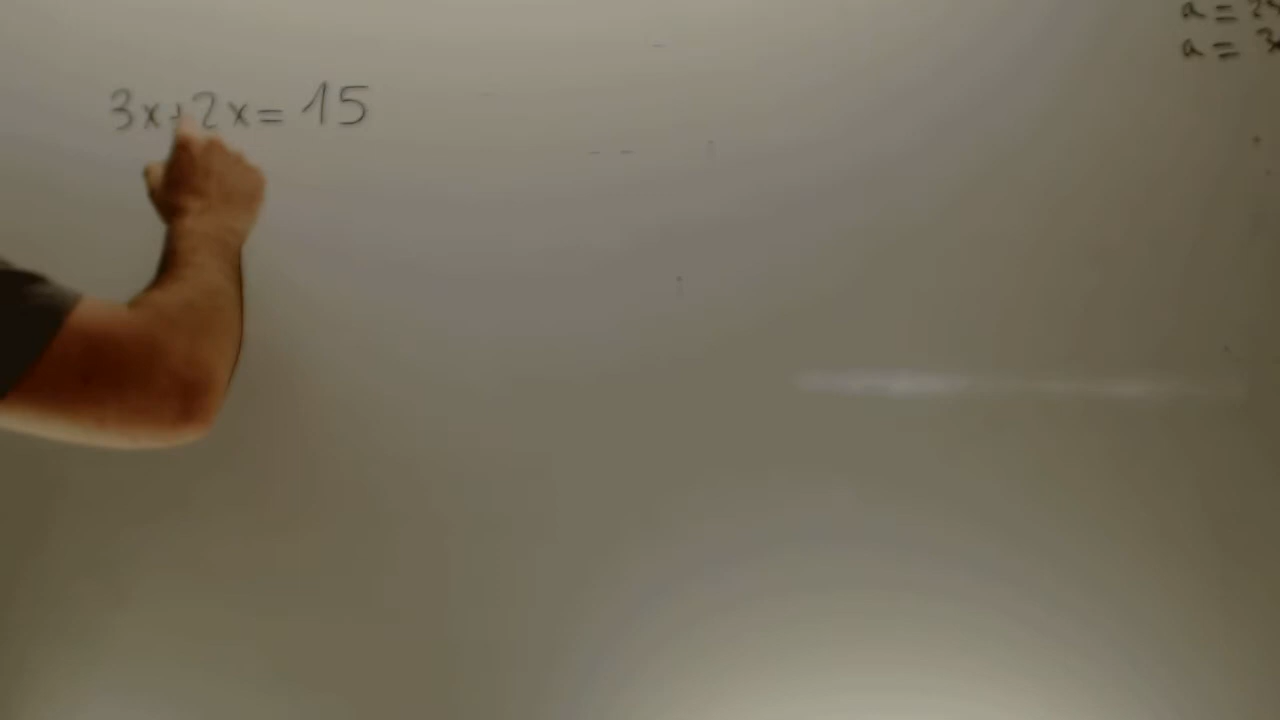 3x+2x= 15
a =
a =